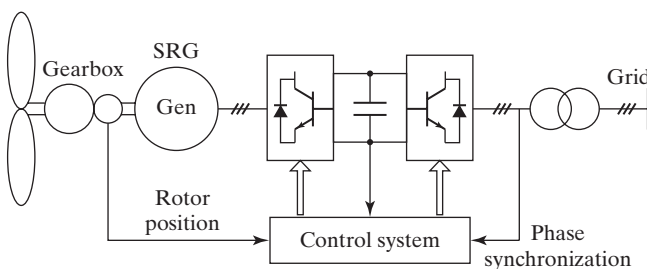 SRG
Gearbox
Gen
Grid
Rotor
position
Control system
Phase
synchronization